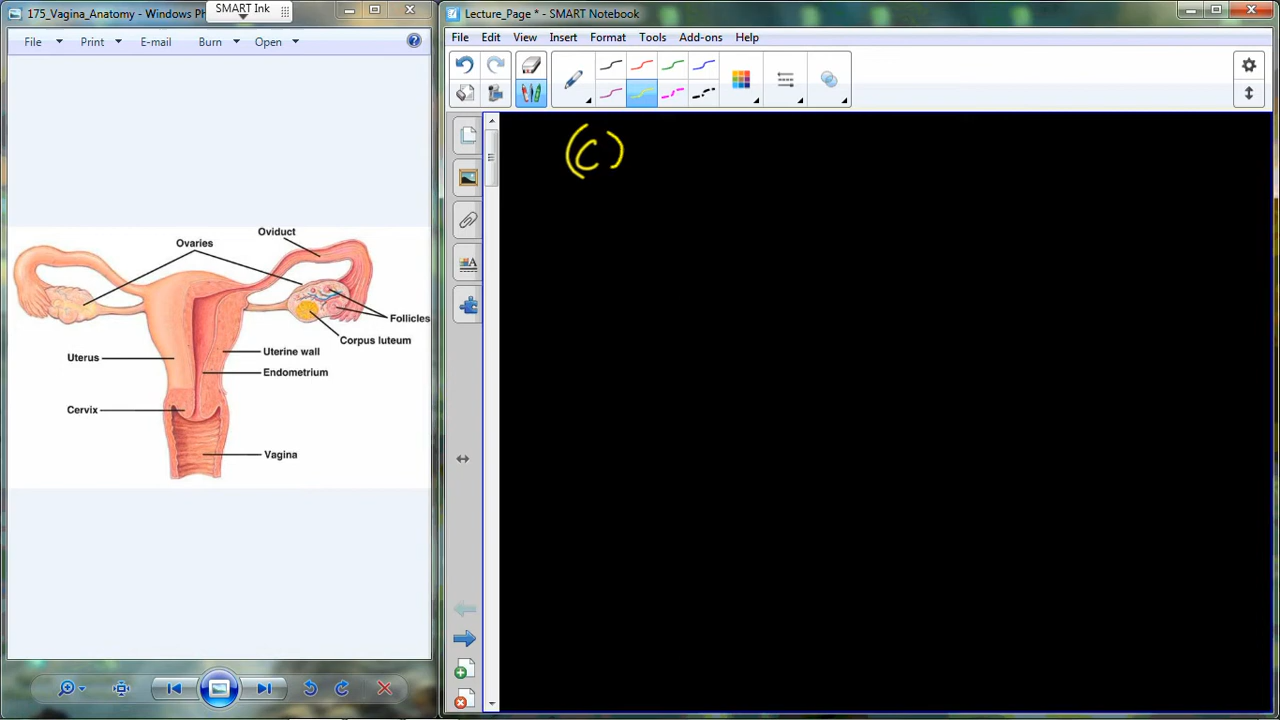 175_Vagina_Anatomy - Windows Ph
SMART Ink
File Print E-mail Burn Open
Ovaries
Oviduct
Follicles
Corpus luteum
Uterus
Uterine wall
Endometrium
Cervix
Vagina
Lecture_Page * - SMART Notebook
File Edit View Insert Format Tools Add-ons Help
(c)